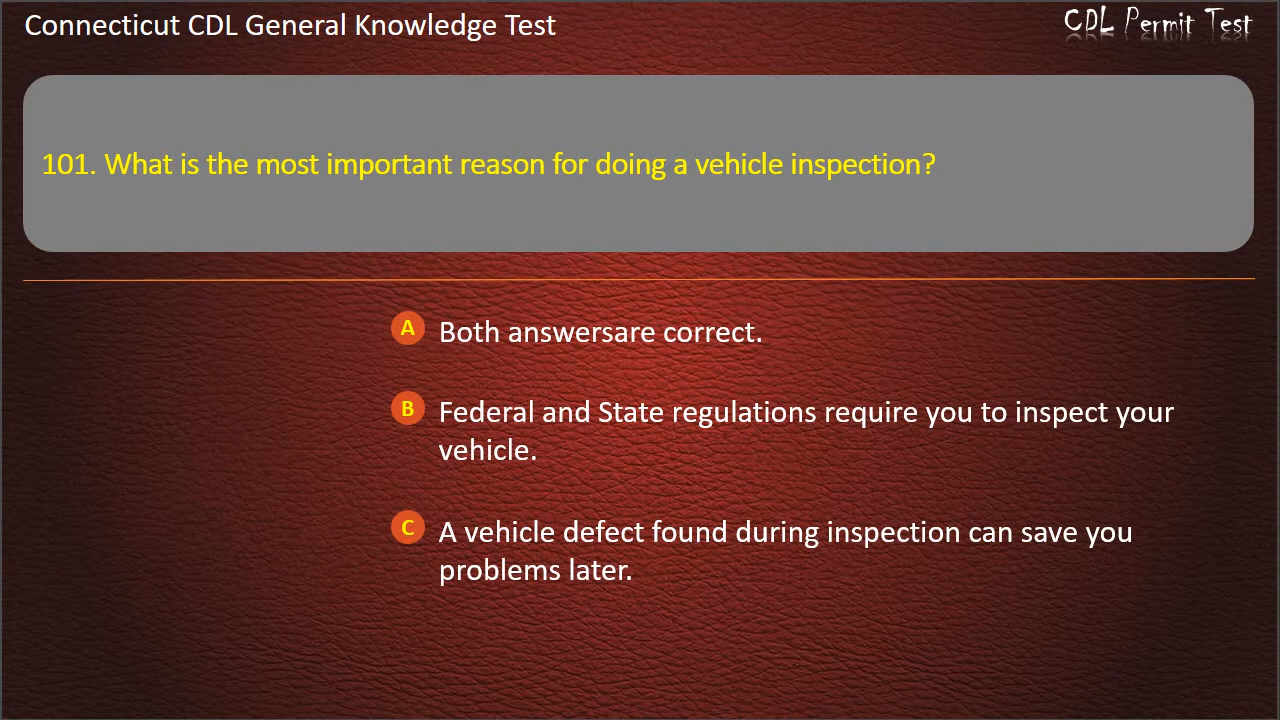 Connecticut CDL General Knowledge Test
CDL Permit Test
101. What is the most important reason for doing a vehicle inspection?
A Both answersare correct.
B Federal and State regulations require you to inspect your
vehicle.
C A vehicle defect found during inspection can save you
problems later.